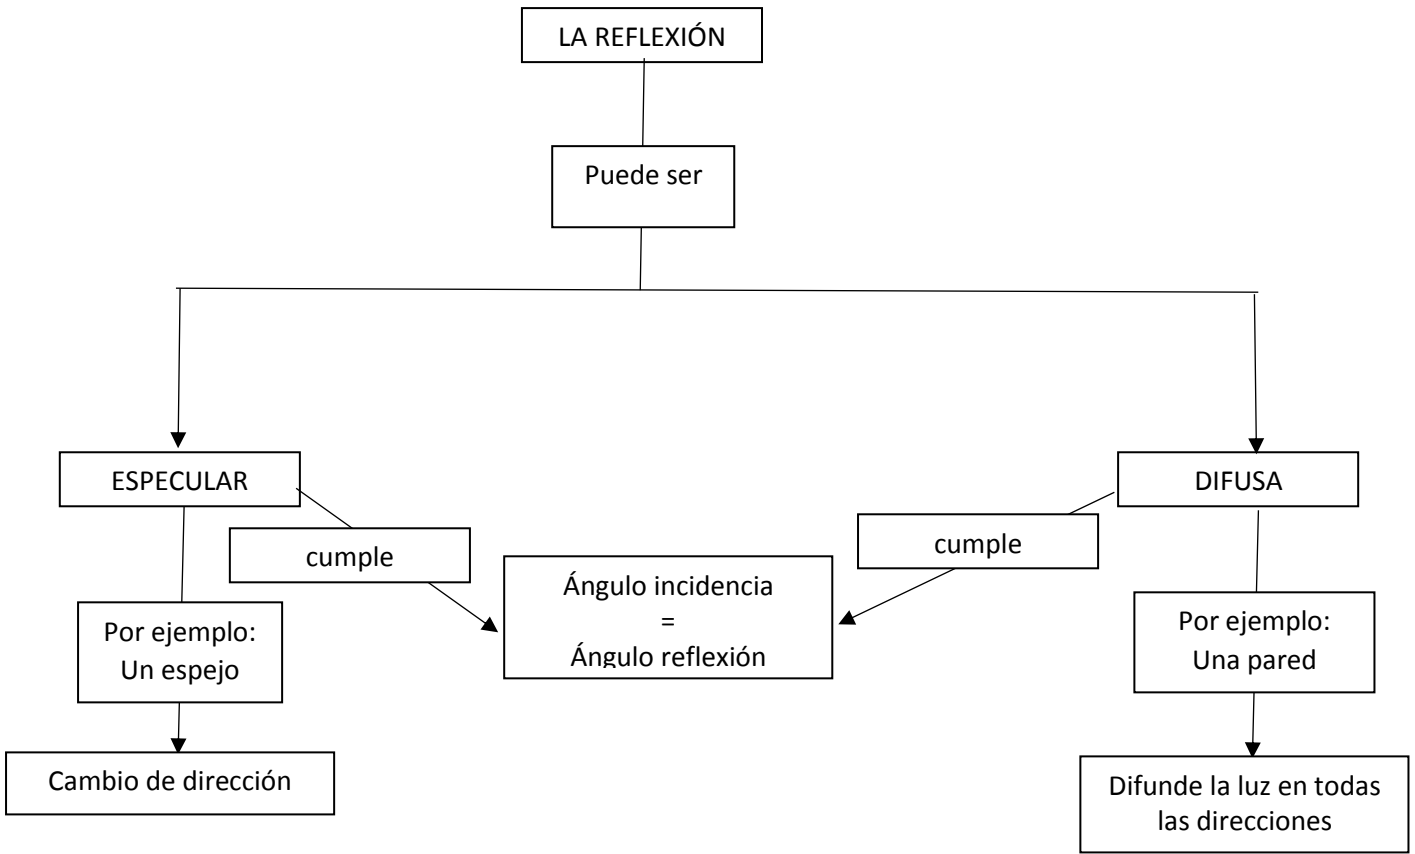 LA REFLEXIÓN
Puede ser
ESPECULAR
DIFUSA
cumple
cumple
Ángulo incidencia
=
Ángulo reflexión
Por ejemplo:
Un espejo
Por ejemplo:
Una pared
Cambio de dirección
Difunde la luz en todas
las direcciones